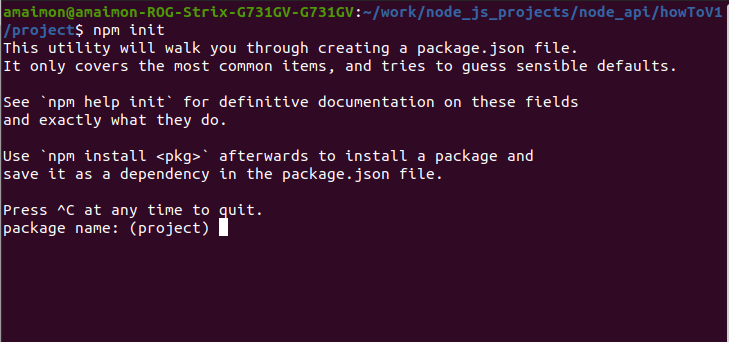 amaimon@amaimon-ROG-Strix-G731GV-G731GV:~/work/node_js_projects/node_api/howToV1
/project$ npm init
This utility will walk you through creating a package.json file.
It only covers the most common items, and tries to guess sensible defaults.
See `npm help init` for definitive documentation on these fields
and exactly what they do.
Use `npm install <pkg>` afterwards to install a package and
save it as a dependency in the package.json file.
Press ^C at any time to quit.
package name: (project)